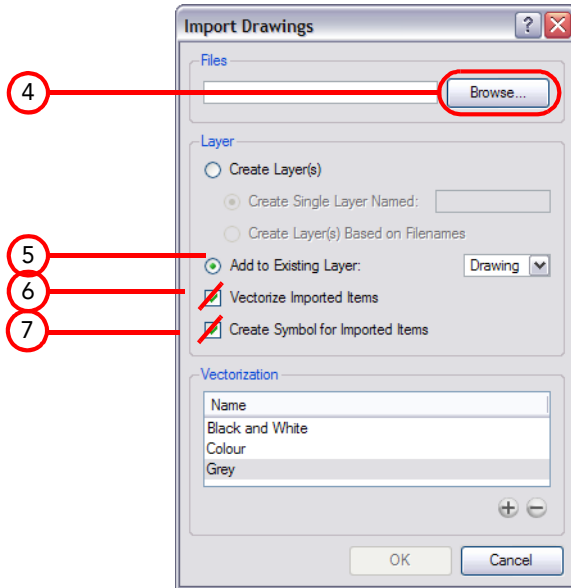 Import Drawings
Files
4
Browse...
Layer
Create Layer(s)
Create Single Layer Named:
Create Layer(s) Based on Filenames
5
Add to Existing Layer: Drawing
6
Vectorize Imported Items
7
Create Symbol for Imported Items
Vectorization
Name
Black and White
Colour
Grey
OK Cancel